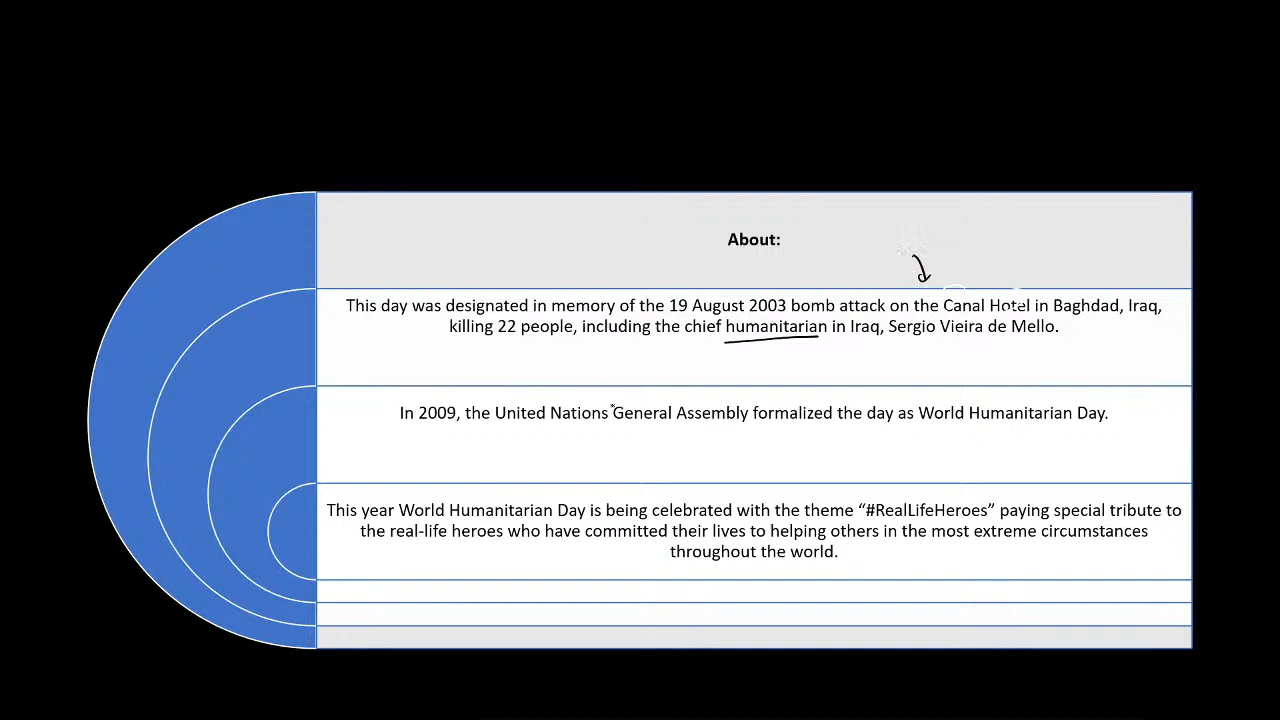 About:
This day was designated in memory of the 19 August 2003 bomb attack on the Canal Hotel in Baghdad, Iraq,
killing 22 people, including the chief humanitarian in Iraq, Sergio Vieira de Mello.
In 2009, the United Nations General Assembly formalized the day as World Humanitarian Day.
This year World Humanitarian Day is being celebrated with the theme “#RealLifeHeroes” paying special tribute to
the real-life heroes who have committed their lives to helping others in the most extreme circumstances
throughout the world.